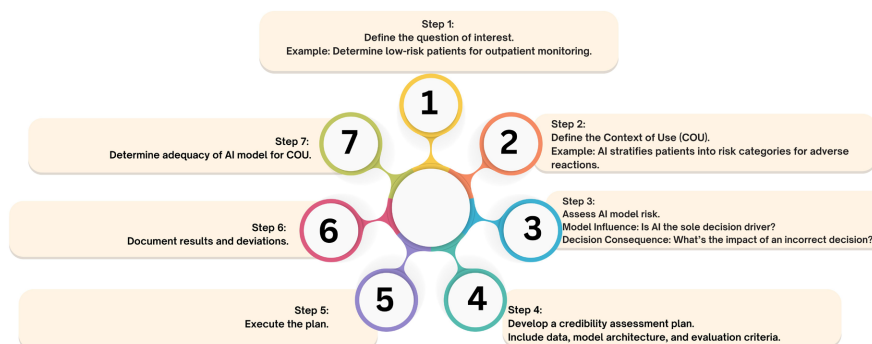 Step 1:
Define the question of interest.
Example: Determine low-risk patients for outpatient monitoring.
1
2
Step 2:
Define the Context of Use (COU).
Example: AI stratifies patients into risk categories for adverse
reactions.
3
Step 3:
Assess AI model risk.
Model Influence: Is AI the sole decision driver?
Decision Consequence: What's the impact of an incorrect decision?
4
Step 4:
Develop a credibility assessment plan.
Include data, model architecture, and evaluation criteria.
5
Step 5:
Execute the plan.
6
Step 6:
Document results and deviations.
7
Step 7:
Determine adequacy of AI model for COU.